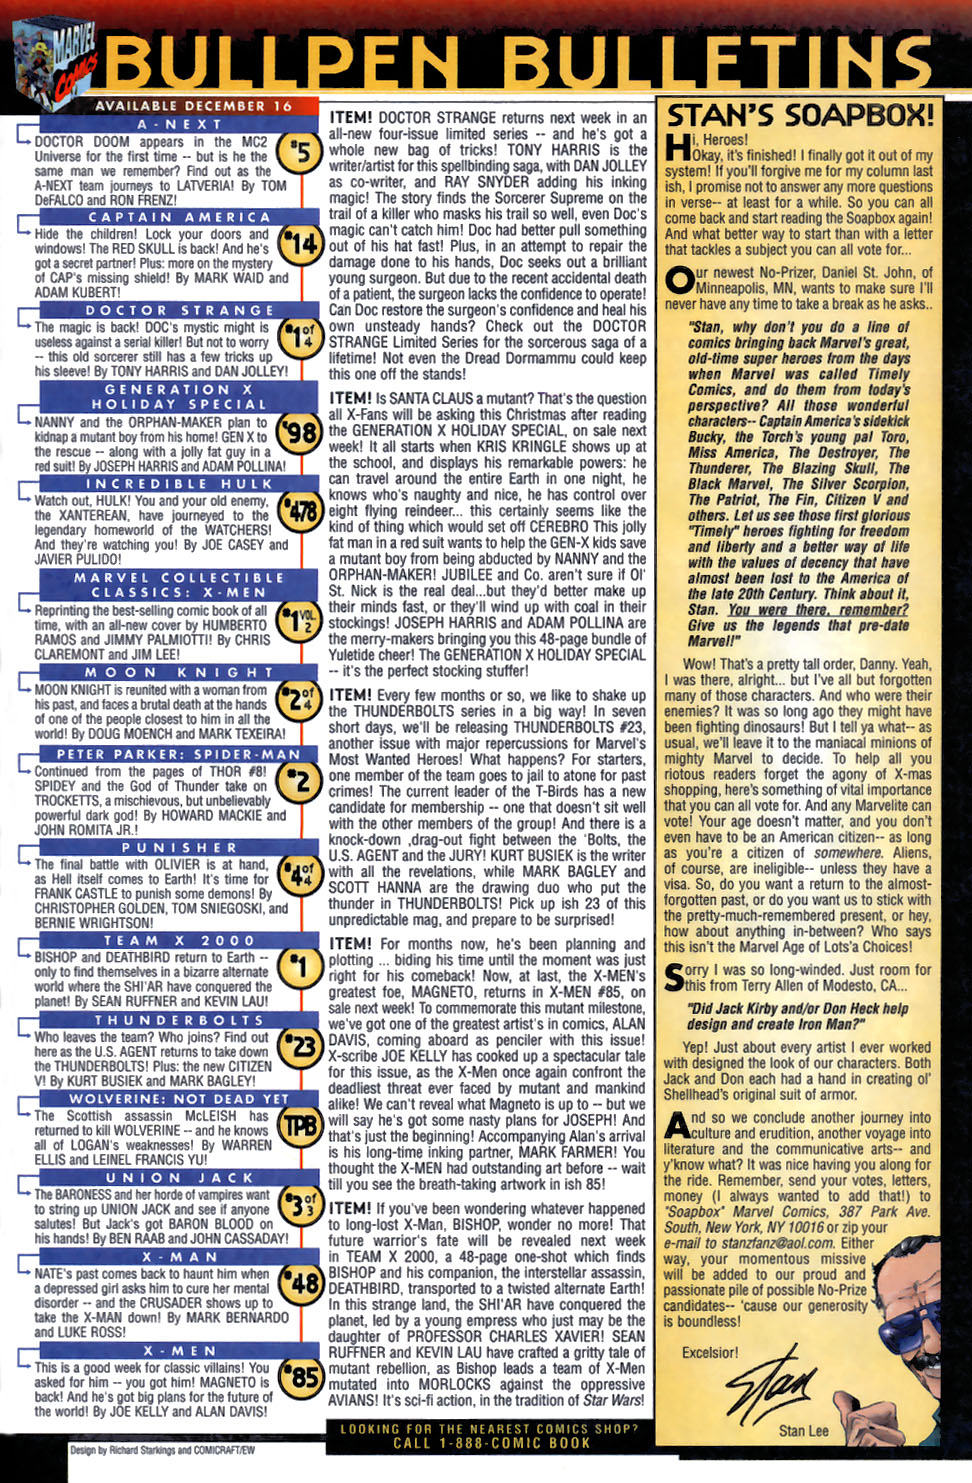 MARVEL
COMICS
BULLPEN BULLETINS
AVAILABLE DECEMBER 16
A-NEXT
DOCTOR DOOM appears in the MC2
Universe for the first time -- but is he the
same man we remember? Find out as the
A-NEXT team journeys to LATVERIA! By TOM
DeFALCO and RON FRENZ!
#5
CAPTAIN AMERICA
Hide the children! Lock your doors and
windows! The RED SKULL is back! And he's
got a secret partner! Plus: more on the mystery
of CAP's missing shield! By MARK WAID and
ADAM KUBERT!
#14
DOCTOR STRANGE
The magic is back! DOC's mystic might is
useless against a serial killer! But not to worry
-- this old sorcerer still has a few tricks up
his sleeve! By TONY HARRIS and DAN JOLLEY!
#1 of 4
GENERATION X
HOLIDAY SPECIAL
NANNY and the ORPHAN-MAKER plan to
kidnap a mutant boy from his home! GEN X to
the rescue -- along with a jolly fat guy in a
red suit! By JOSEPH HARRIS and ADAM POLLINA!
'98
INCREDIBLE HULK
Watch out, HULK! You and your old enemy,
the XANTEREAN, have journeyed to the
legendary homeworld of the WATCHERS!
And they're watching you! By JOE CASEY and
JAVIER PULIDO!
#478
MARVEL COLLECTIBLE
CLASSICS: X-MEN
Reprinting the best-selling comic book of all
time, with an all-new cover by HUMBERTO
RAMOS and JIMMY PALMIOTTI! By CHRIS
CLAREMONT and JIM LEE!
#1 VOL. 2
MOON KNIGHT
MOON KNIGHT is reunited with a woman from
his past, and faces a brutal death at the hands
of one of the people closest to him in all the
world! By DOUG MOENCH and MARK TEXEIRA!
#2 of 4
PETER PARKER: SPIDER-MAN
Continued from the pages of THOR #8!
SPIDEY and the God of Thunder take on
TROCKETTS, a mischievous, but unbelievably
powerful dark god! By HOWARD MACKIE and
JOHN ROMITA JR.!
#2
PUNISHER
The final battle with OLIVIER is at hand,
as Hell itself comes to Earth! It's time for
FRANK CASTLE to punish some demons! By
CHRISTOPHER GOLDEN, TOM SNIEGOSKI, and
BERNIE WRIGHTSON!
#4 of 4
TEAM X 2000
BISHOP and DEATHBIRD return to Earth --
only to find themselves in a bizarre alternate
world where the SHI'AR have conquered the
planet! By SEAN RUFFNER and KEVIN LAU!
#1
THUNDERBOLTS
Who leaves the team? Who joins? Find out
here as the U.S. AGENT returns to take down
the THUNDERBOLTS! Plus: the new CITIZEN
V! By KURT BUSIEK and MARK BAGLEY!
#23
WOLVERINE: NOT DEAD YET
The Scottish assassin McLEISH has
returned to kill WOLVERINE -- and he knows
all of LOGAN's weaknesses! By WARREN
ELLIS and LEINEL FRANCIS YU!
TPB
UNION JACK
The BARONESS and her horde of vampires want
to string up UNION JACK and see if anyone
salutes! But Jack's got BARON BLOOD on
his hands! By BEN RAAB and JOHN CASSADAY!
#3 of 3
X-MAN
NATE's past comes back to haunt him when
a depressed girl asks him to cure her mental
disorder -- and the CRUSADER shows up to
take the X-MAN down! By MARK BERNARDO
and LUKE ROSS!
#48
X-MEN
This is a good week for classic villains! You
asked for him -- you got him! MAGNETO is
back! And he's got big plans for the future of
the world! By JOE KELLY and ALAN DAVIS!
#85
Design by Richard Starkings and COMICRAFT/EW
ITEM! DOCTOR STRANGE returns next week in an
all-new four-issue limited series -- and he's got a
whole new bag of tricks! TONY HARRIS is the
writer/artist for this spellbinding saga, with DAN JOLLEY
as co-writer, and RAY SNYDER adding his inking
magic! The story finds the Sorcerer Supreme on the
trail of a killer who masks his trail so well, even Doc's
magic can't catch him! Doc had better pull something
out of his hat fast! Plus, in an attempt to repair the
damage done to his hands, Doc seeks out a brilliant
young surgeon. But due to the recent accidental death
of a patient, the surgeon lacks the confidence to operate!
Can Doc restore the surgeon's confidence and heal his
own unsteady hands? Check out the DOCTOR
STRANGE Limited Series for the sorcerous saga of a
lifetime! Not even the Dread Dormammu could keep
this one off the stands!
ITEM! Is SANTA CLAUS a mutant? That's the question
all X-Fans will be asking this Christmas after reading
the GENERATION X HOLIDAY SPECIAL, on sale next
week! It all starts when KRIS KRINGLE shows up at
the school, and displays his remarkable powers: he
can travel around the entire Earth in one night, he
knows who's naughty and nice, he has control over
eight flying reindeer... this certainly seems like the
kind of thing which would set off CEREBRO This jolly
fat man in a red suit wants to help the GEN-X kids save
a mutant boy from being abducted by NANNY and the
ORPHAN-MAKER! JUBILEE and Co. aren't sure if Ol'
St. Nick is the real deal...but they'd better make up
their minds fast, or they'll wind up with coal in their
stockings! JOSEPH HARRIS and ADAM POLLINA are
the merry-makers bringing you this 48-page bundle of
Yuletide cheer! The GENERATION X HOLIDAY SPECIAL
-- it's the perfect stocking stuffer!
ITEM! Every few months or so, we like to shake up
the THUNDERBOLTS series in a big way! In seven
short days, we'll be releasing THUNDERBOLTS #23,
another issue with major repercussions for Marvel's
Most Wanted Heroes! What happens? For starters,
one member of the team goes to jail to atone for past
crimes! The current leader of the T-Birds has a new
candidate for membership -- one that doesn't sit well
with the other members of the group! And there is a
knock-down ,drag-out fight between the 'Bolts, the
U.S. AGENT and the JURY! KURT BUSIEK is the writer
with all the revelations, while MARK BAGLEY and
SCOTT HANNA are the drawing duo who put the
thunder in THUNDERBOLTS! Pick up ish 23 of this
unpredictable mag, and prepare to be surprised!
ITEM! For months now, he's been planning and
plotting ... biding his time until the moment was just
right for his comeback! Now, at last, the X-MEN's
greatest foe, MAGNETO, returns in X-MEN #85, on
sale next week! To commemorate this mutant milestone,
we've got one of the greatest artist's in comics, ALAN
DAVIS, coming aboard as penciler with this issue!
X-scribe JOE KELLY has cooked up a spectacular tale
for this issue, as the X-Men once again confront the
deadliest threat ever faced by mutant and mankind
alike! We can't reveal what Magneto is up to -- but we
will say he's got some nasty plans for JOSEPH! And
that's just the beginning! Accompanying Alan's arrival
is his long-time inking partner, MARK FARMER! You
thought the X-MEN had outstanding art before -- wait
till you see the breath-taking artwork in ish 85!
ITEM! If you've been wondering whatever happened
to long-lost X-Man, BISHOP, wonder no more! That
future warrior's fate will be revealed next week
in TEAM X 2000, a 48-page one-shot which finds
BISHOP and his companion, the interstellar assassin,
DEATHBIRD, transported to a twisted alternate Earth!
In this strange land, the SHI'AR have conquered the
planet, led by a young empress who just may be the
daughter of PROFESSOR CHARLES XAVIER! SEAN
RUFFNER and KEVIN LAU have crafted a gritty tale of
mutant rebellion, as Bishop leads a team of X-Men
mutated into MORLOCKS against the oppressive
AVIANS! It's sci-fi action, in the tradition of Star Wars!
LOOKING FOR THE NEAREST COMICS SHOP?
CALL 1-888-COMIC BOOK
STAN'S SOAPBOX!
Hi, Heroes!
Okay, it's finished! I finally got it out of my
system! If you'll forgive me for my column last
ish, I promise not to answer any more questions
in verse-- at least for a while. So you can all
come back and start reading the Soapbox again!
And what better way to start than with a letter
that tackles a subject you can all vote for...
Our newest No-Prizer, Daniel St. John, of
Minneapolis, MN, wants to make sure I'll
never have any time to take a break as he asks..
"Stan, why don't you do a line of
comics bringing back Marvel's great,
old-time super heroes from the days
when Marvel was called Timely
Comics, and do them from today's
perspective? All those wonderful
characters-- Captain America's sidekick
Bucky, the Torch's young pal Toro,
Miss America, The Destroyer, The
Thunderer, The Blazing Skull, The
Black Marvel, The Silver Scorpion,
The Patriot, The Fin, Citizen V and
others. Let us see those first glorious
"Timely" heroes fighting for freedom
and liberty and a better way of life
with the values of decency that have
almost been lost to the America of
the late 20th Century. Think about it,
Stan. You were there, remember?
Give us the legends that pre-date
Marvel!"
Wow! That's a pretty tall order, Danny. Yeah,
I was there, alright... but I've all but forgotten
many of those characters. And who were their
enemies? It was so long ago they might have
been fighting dinosaurs! But I tell ya what-- as
usual, we'll leave it to the maniacal minions of
mighty Marvel to decide. To help all you
riotous readers forget the agony of X-mas
shopping, here's something of vital importance
that you can all vote for. And any Marvelite can
vote! Your age doesn't matter, and you don't
even have to be an American citizen-- as long
as you're a citizen of somewhere. Aliens,
of course, are ineligible-- unless they have a
visa. So, do you want a return to the almost-
forgotten past, or do you want us to stick with
the pretty-much-remembered present, or hey,
how about anything in-between? Who says
this isn't the Marvel Age of Lots'a Choices!
Sorry I was so long-winded. Just room for
this from Terry Allen of Modesto, CA...
"Did Jack Kirby and/or Don Heck help
design and create Iron Man?"
Yep! Just about every artist I ever worked
with designed the look of our characters. Both
Jack and Don each had a hand in creating ol'
Shellhead's original suit of armor.
And so we conclude another journey into
culture and erudition, another voyage into
literature and the communicative arts-- and
y'know what? It was nice having you along for
the ride. Remember, send your votes, letters,
money (I always wanted to add that!) to
"Soapbox" Marvel Comics, 387 Park Ave.
South, New York, NY 10016 or zip your
e-mail to stanzfanz@aol.com. Either
way, your momentous missive
will be added to our proud and
passionate pile of possible No-Prize
candidates-- 'cause our generosity
is boundless!
Excelsior!
Stan
Stan Lee